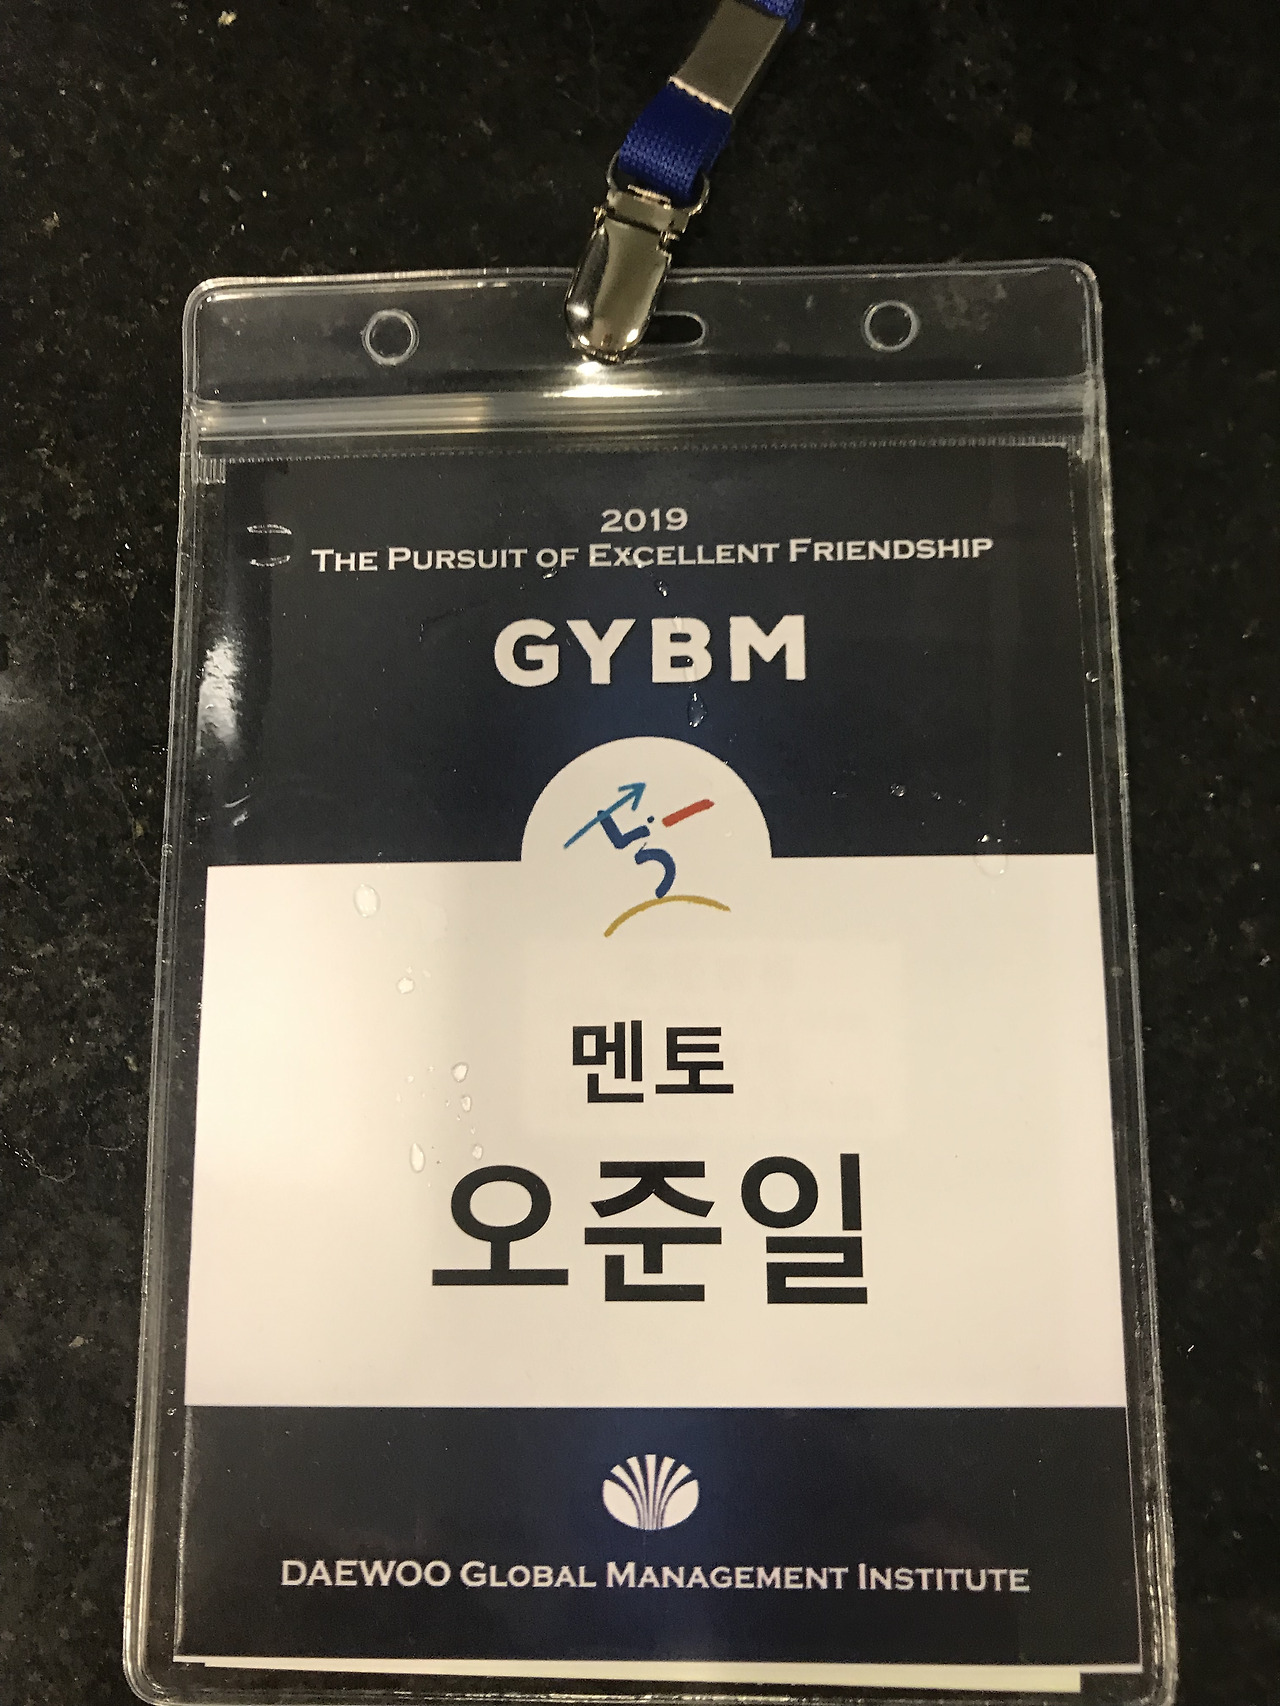 2019
THE PURSUIT OF EXCELLENT FRIENDSHIP
GYBM
멘토
오준일
DAEWOO GLOBAL MANAGEMENT INSTITUTE